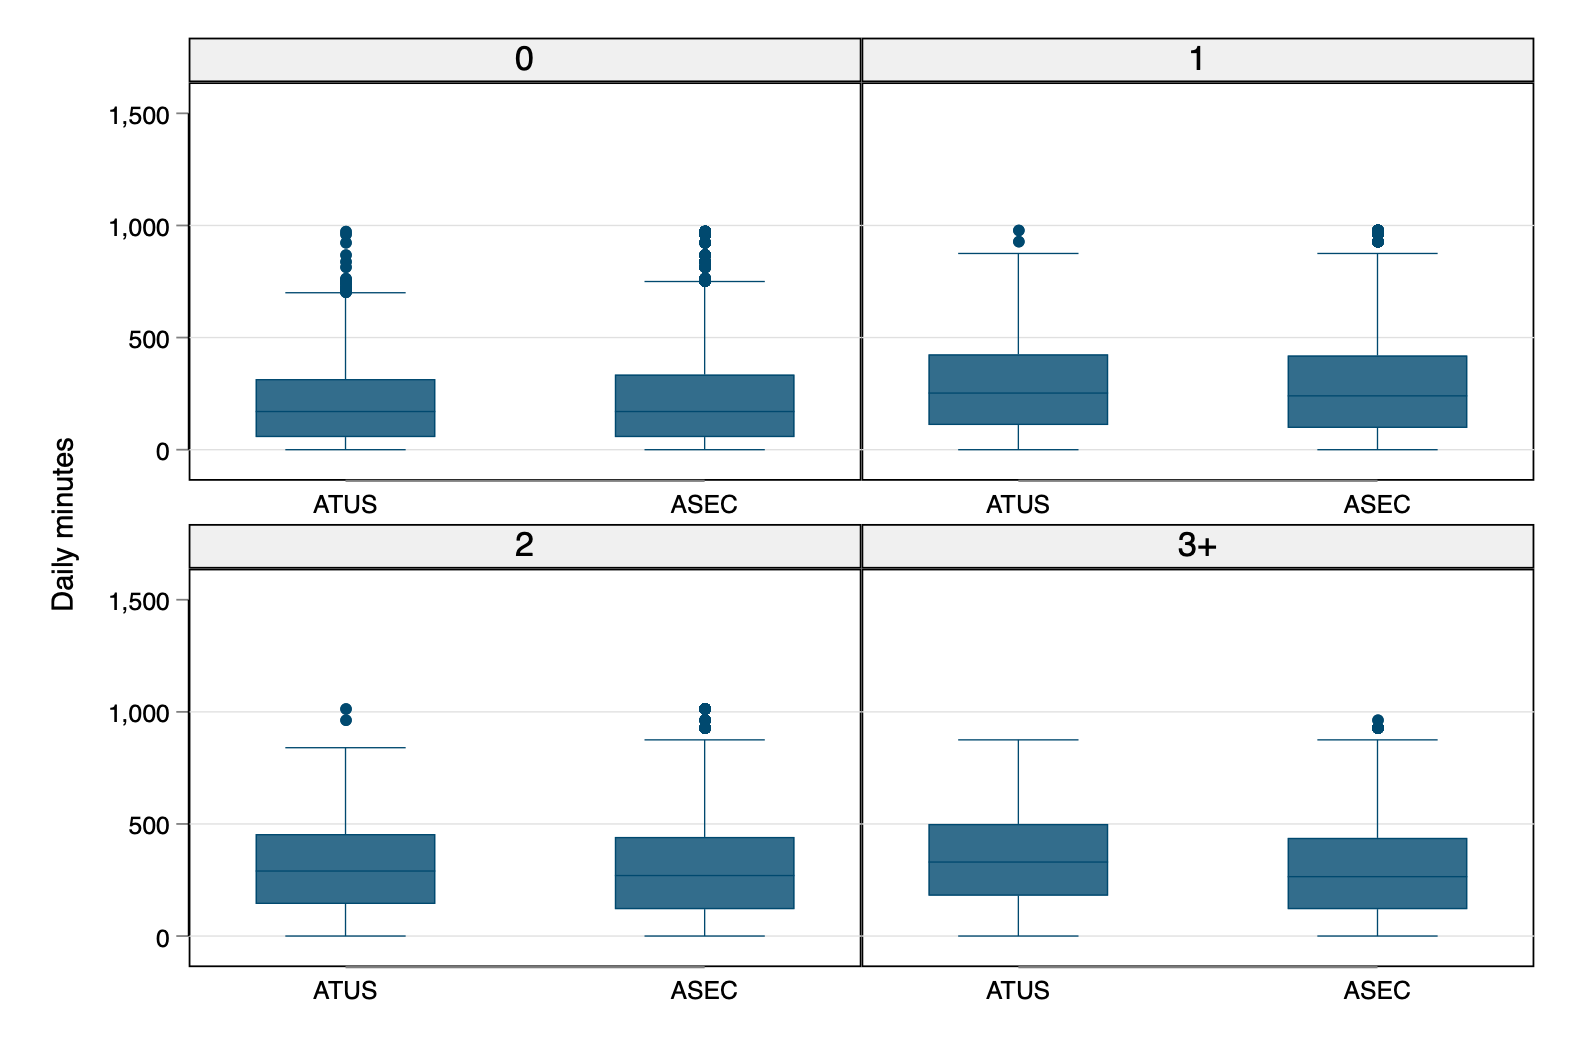 Daily minutes
0
1
1,500
1,000
500
0
ATUS
ASEC
ATUS
ASEC
2
3+
1,500
1,000
500
0
ATUS
ASEC
ATUS
ASEC